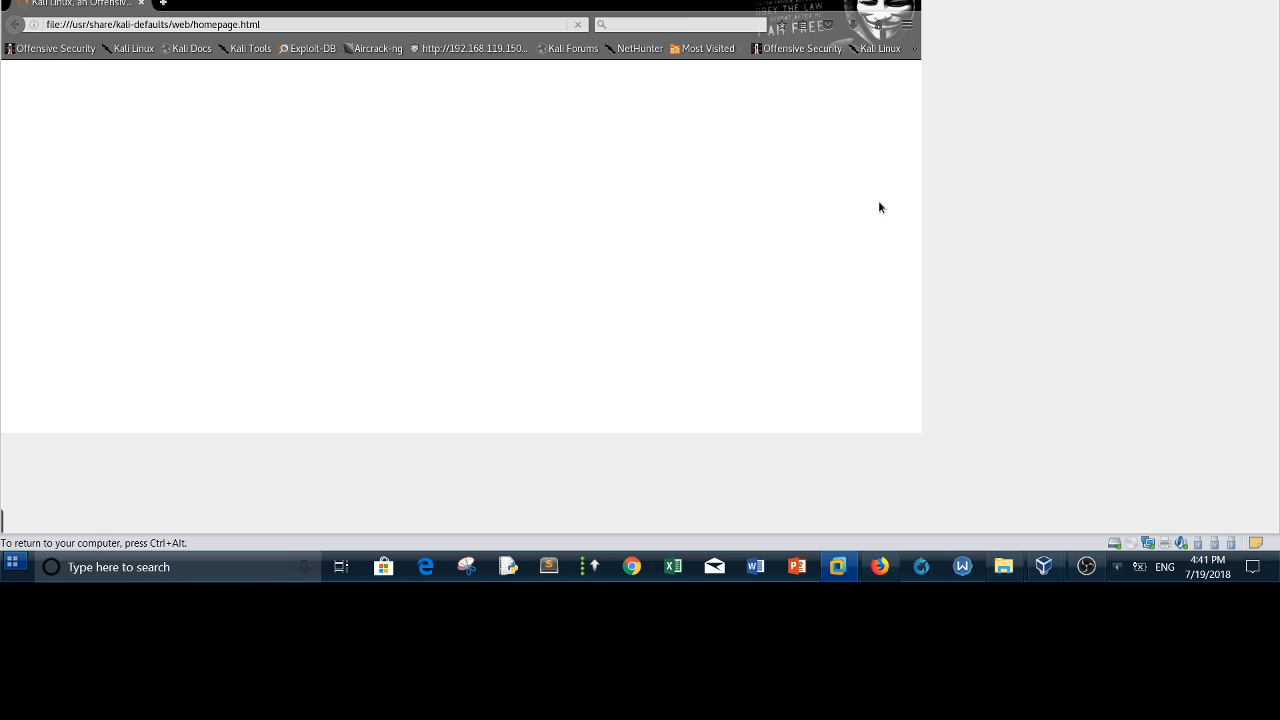 Kali Linux, an Offensiv...
OBEY THE LAW
file:///usr/share/kali-defaults/web/homepage.html
Offensive Security Kali Linux Kali Docs Kali Tools Exploit-DB Aircrack-ng http://192.168.119.150... Kali Forums NetHunter Most Visited Offensive Security Kali Linux »
To return to your computer, press Ctrl+Alt.
Type here to search
ENG
4:41 PM
7/19/2018